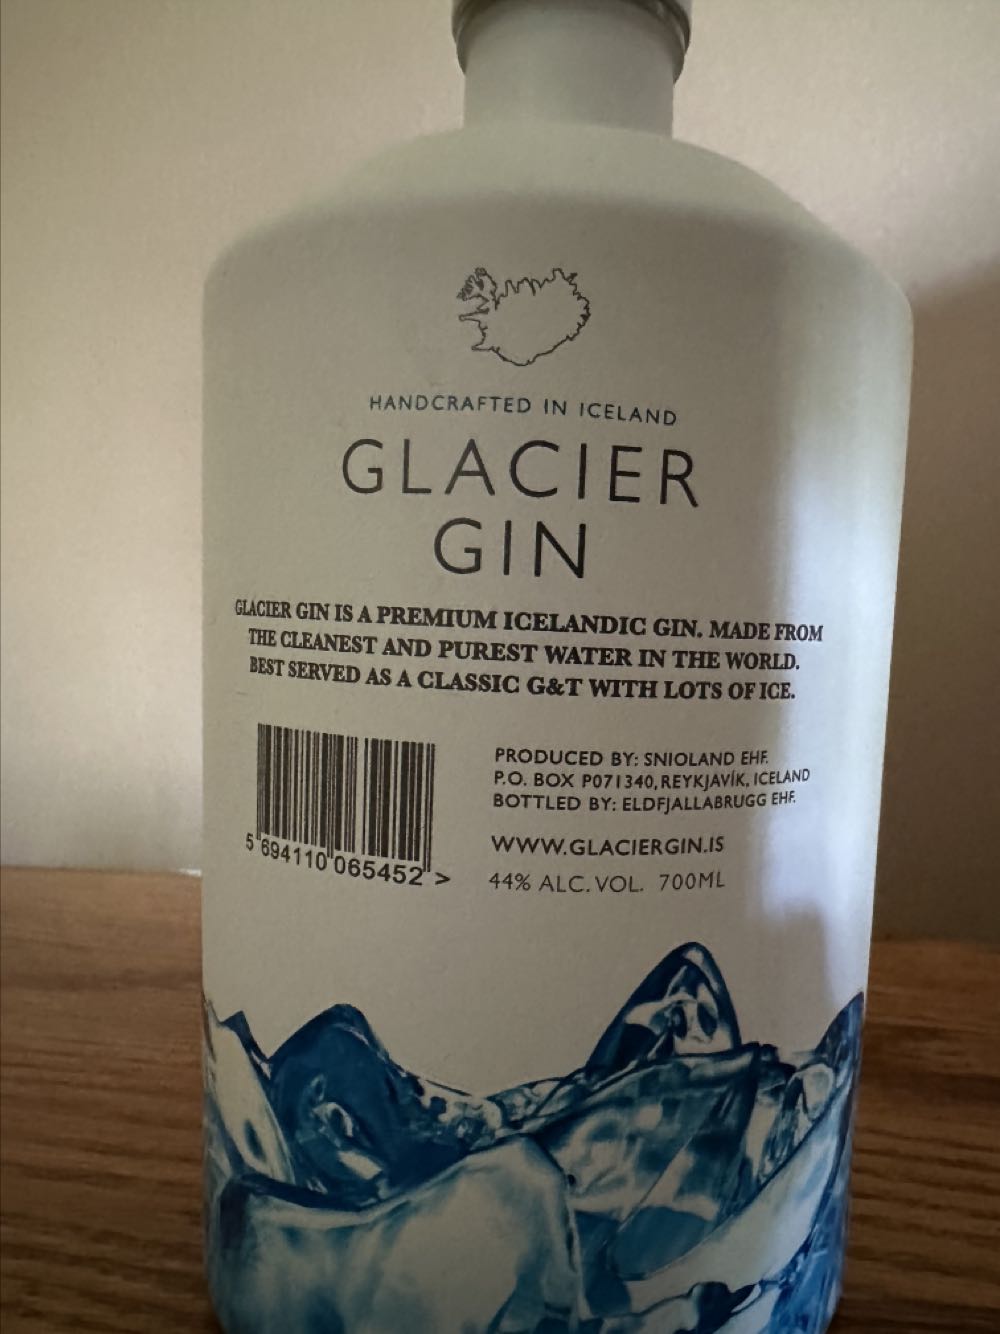 HANDCRAFTED IN ICELAND
GLACIER
GIN
GLACIER GIN IS A PREMIUM ICELANDIC GIN. MADE FROM
THE CLEANEST AND PUREST WATER IN THE WORLD.
BEST SERVED AS A CLASSIC G&T WITH LOTS OF ICE.
5 694110 065452 >
PRODUCED BY: SNIOLAND EHF.
P.O. BOX P071340, REYKJAVÍK, ICELAND
BOTTLED BY: ELDFJALLABRUGG EHF.
WWW.GLACIERGIN.IS
44% ALC. VOL. 700ML